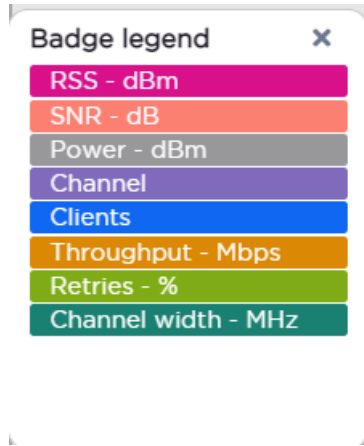 Badge legend
RSS - dBm
SNR - dB
Power - dBm
Channel
Clients
Throughput - Mbps
Retries - %
Channel width - MHz